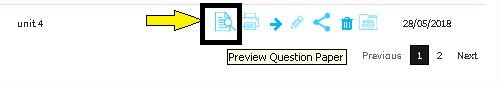 unit 4 28/05/2018
Preview Question Paper
Previous 1 2 Next